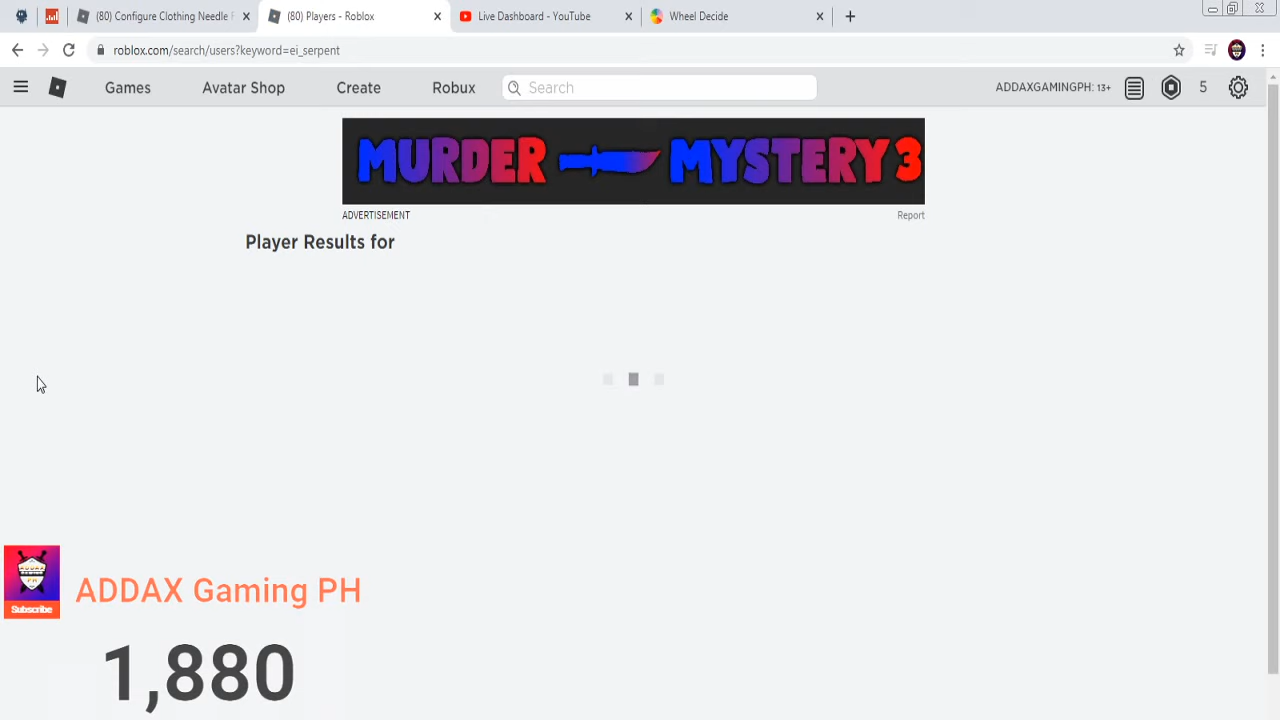 (80) Configure Clothing Needle
(80) Players - Roblox
Live Dashboard - YouTube
Wheel Decide
roblox.com/search/users?keyword=ei_serpent
Games
Avatar Shop
Create
Robux
Search
ADDAXGAMINGPH: 13+
5
MURDER MYSTERY 3
ADVERTISEMENT
Report
Player Results for
Subscribe
ADDAX Gaming PH
1,880